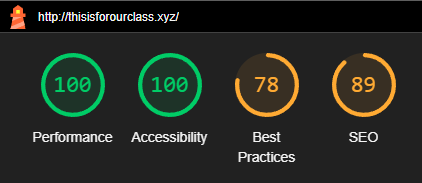 http://thisisforourclass.xyz/
100 100 78 89
Performance Accessibility Best SEO
Practices